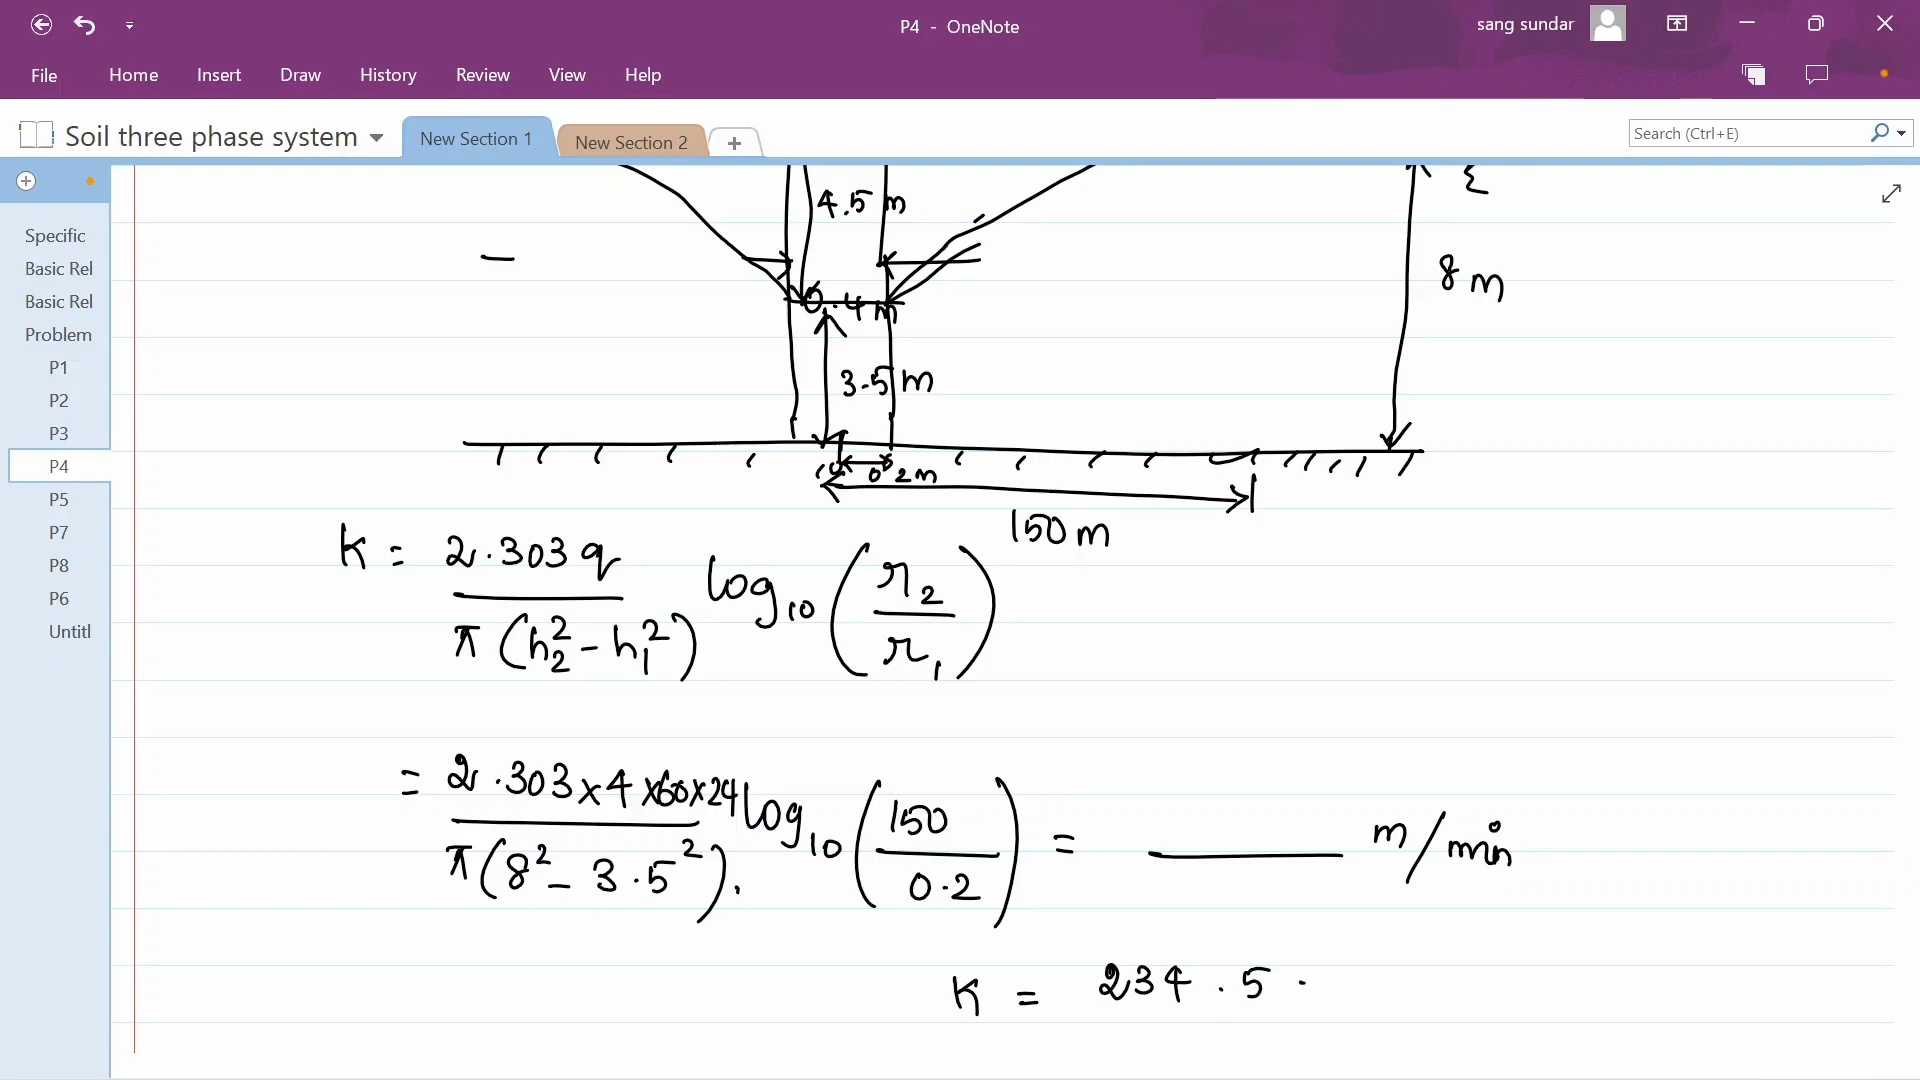 P4 - OneNote
sang sundar
File Home Insert Draw History Review View Help
Soil three phase system
New Section 1
New Section 2
Search (Ctrl+E)
Specific
Basic Rel
Basic Rel
Problem
P1
P2
P3
P4
P5
P7
P8
P6
Untitl
4.5 m
8 m
0.4 m
3.5 m
0.2 m
150 m
K = 2.303 q / π (h₂² - h₁²) log₁₀ (r₂ / r₁)
= 2.303 x 4 x 60 x 24 / π (8² - 3.5²). log₁₀ (150 / 0.2) = ____ m/min
K = 234.5